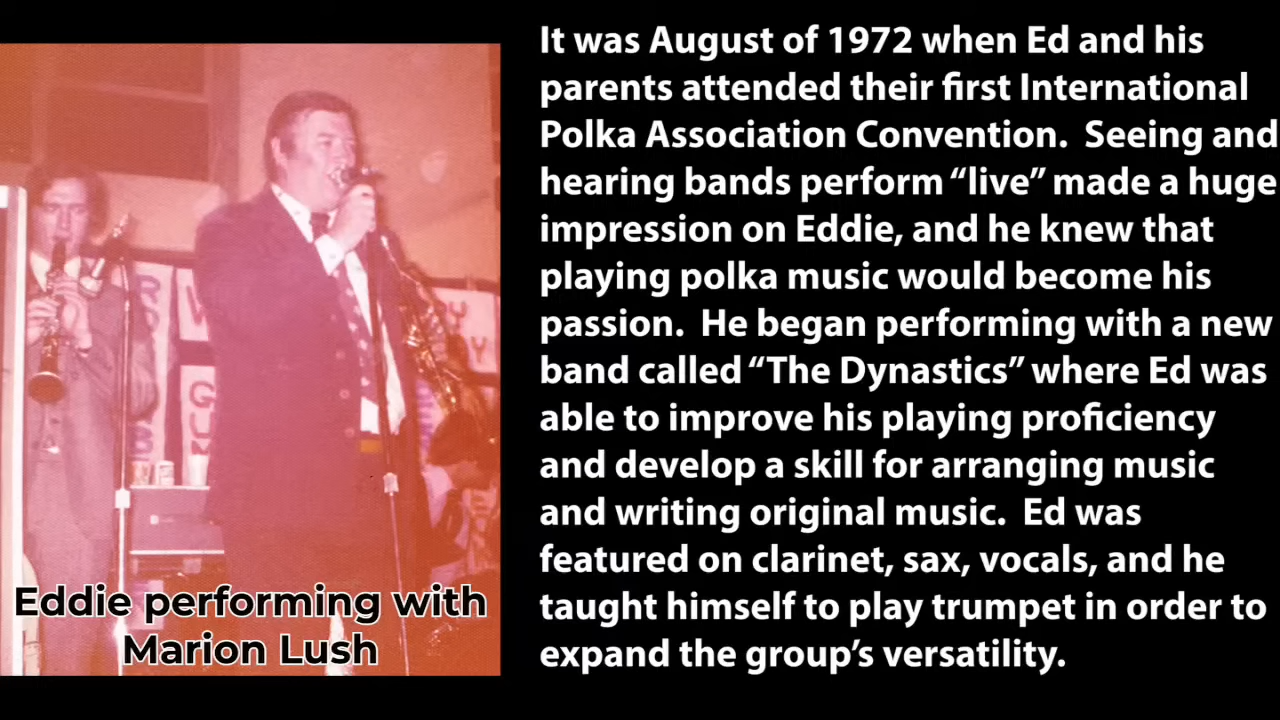 It was August of 1972 when Ed and his
parents attended their first International
Polka Association Convention.  Seeing and
hearing bands perform “live” made a huge
impression on Eddie, and he knew that
playing polka music would become his
passion.  He began performing with a new
band called “The Dynastics” where Ed was
able to improve his playing proficiency
and develop a skill for arranging music
and writing original music.  Ed was
featured on clarinet, sax, vocals, and he
taught himself to play trumpet in order to
expand the group’s versatility.
Eddie performing with
Marion Lush